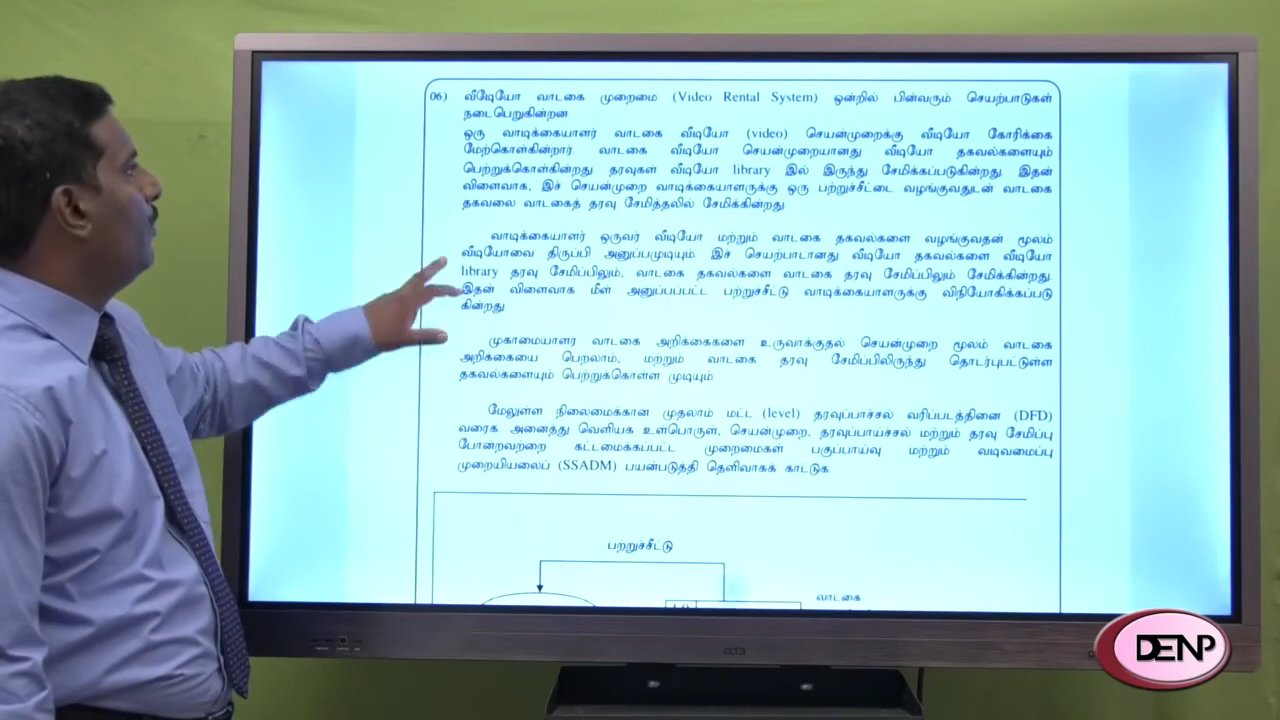 06) வீடியோ வாடகை முறைமை (Video Rental System) ஒன்றில் பின்வரும் செயற்பாடுகள்
நடைபெறுகின்றன.
ஒரு வாடிக்கையாளர் வாடகை வீடியோ (video) செயன்முறைக்கு வீடியோ கோரிக்கை
மேற்கொள்கின்றார். வாடகை வீடியோ செயன்முறையானது வீடியோ தகவல்களையும்
பெற்றுக்கொள்கின்றது தரவுகள் வீடியோ library இல் இருந்து சேமிக்கப்படுகின்றது. இதன்
விளைவாக, இச் செயன்முறை வாடிக்கையாளருக்கு ஒரு பற்றுச்சீட்டை வழங்குவதுடன் வாடகை
தகவலை வாடகைத் தரவு சேமித்தலில் சேமிக்கின்றது
வாடிக்கையாளர் ஒருவர் வீடியோ மற்றும் வாடகை தகவல்களை வழங்குவதன் மூலம்
வீடியோவை திருப்பி அனுப்பமுடியும். இச் செயற்பாடானது வீடியோ தகவல்களை வீடியோ
library தரவு சேமிப்பிலும், வாடகை தகவல்களை வாடகை தரவு சேமிப்பிலும் சேமிக்கின்றது.
இதன் விளைவாக மீள் அனுப்பப்பட்ட பற்றுச்சீட்டு வாடிக்கையாளருக்கு விநியோகிக்கப்படு
கின்றது
முகாமையாளர் வாடகை அறிக்கைகளை உருவாக்குதல் செயன்முறை மூலம் வாடகை
அறிக்கையை பெறலாம், மற்றும் வாடகை தரவு சேமிப்பிலிருந்து தொடர்புபட்டுள்ள
தகவல்களையும் பெற்றுக்கொள்ள முடியும்
மேலுள்ள நிலைமைக்கான முதலாம் மட்ட (level) தரவுப்பாச்சல் வரிப்படத்தினை (DFD)
வரைக. அனைத்து வெளியக உள்பொருள், செயன்முறை, தரவுப்பாய்ச்சல் மற்றும் தரவு சேமிப்பு
போன்றவற்றை கட்டமைக்கப்பட்ட முறைமைகள் பகுப்பாய்வு மற்றும் வடிவமைப்பு
முறையியலைப் (SSADM) பயன்படுத்தி தெளிவாகக் காட்டுக
பற்றுச்சீட்டு
வாடகை
DENP